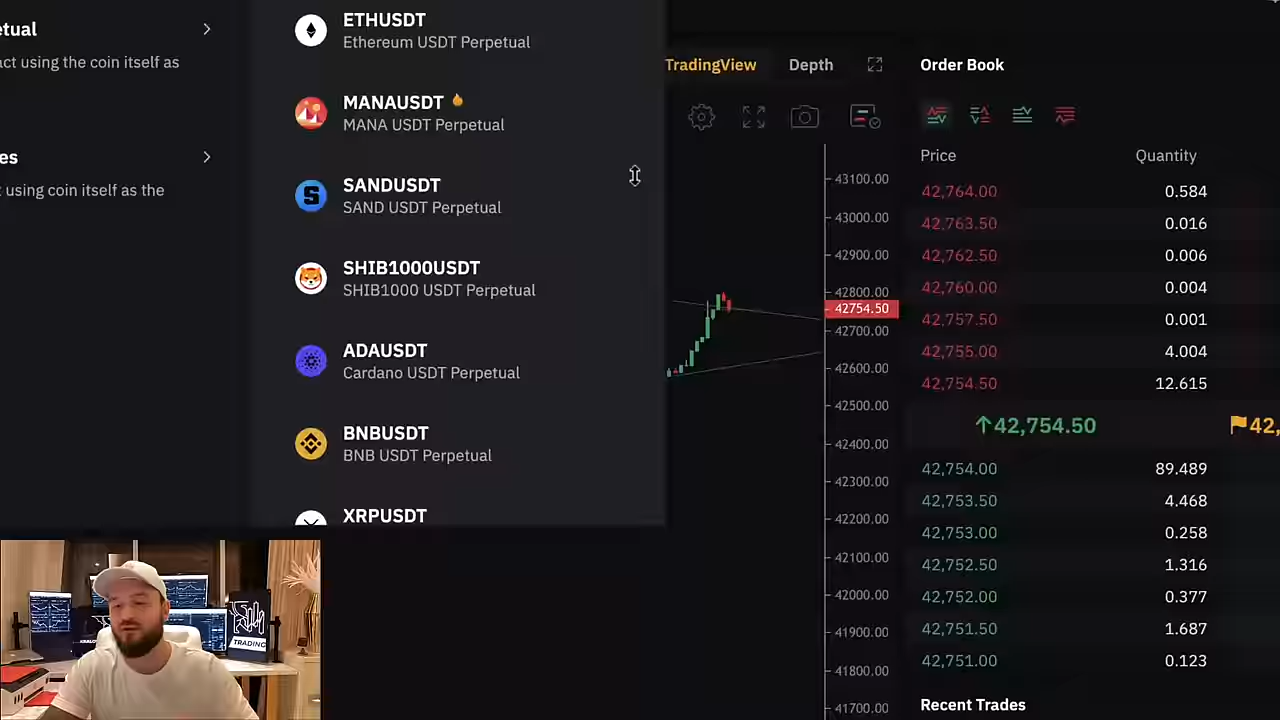 etual
act using the coin itself as
es
t using coin itself as the
ETHUSDT
Ethereum USDT Perpetual
MANAUSDT
MANA USDT Perpetual
SANDUSDT
SAND USDT Perpetual
SHIB1000USDT
SHIB1000 USDT Perpetual
ADAUSDT
Cardano USDT Perpetual
BNBUSDT
BNB USDT Perpetual
XRPUSDT
TradingView Depth
43100.00
43000.00
42900.00
42800.00
42754.50
42700.00
42600.00
42500.00
42400.00
42300.00
42200.00
42100.00
42000.00
41900.00
41800.00
41700.00
Order Book
Price Quantity
42,764.00 0.584
42,763.50 0.016
42,762.50 0.006
42,760.00 0.004
42,757.50 0.001
42,755.00 4.004
42,754.50 12.615
42,754.50 42,
42,754.00 89.489
42,753.50 4.468
42,753.00 0.258
42,752.50 1.316
42,752.00 0.377
42,751.50 1.687
42,751.00 0.123
Recent Trades
TRADING